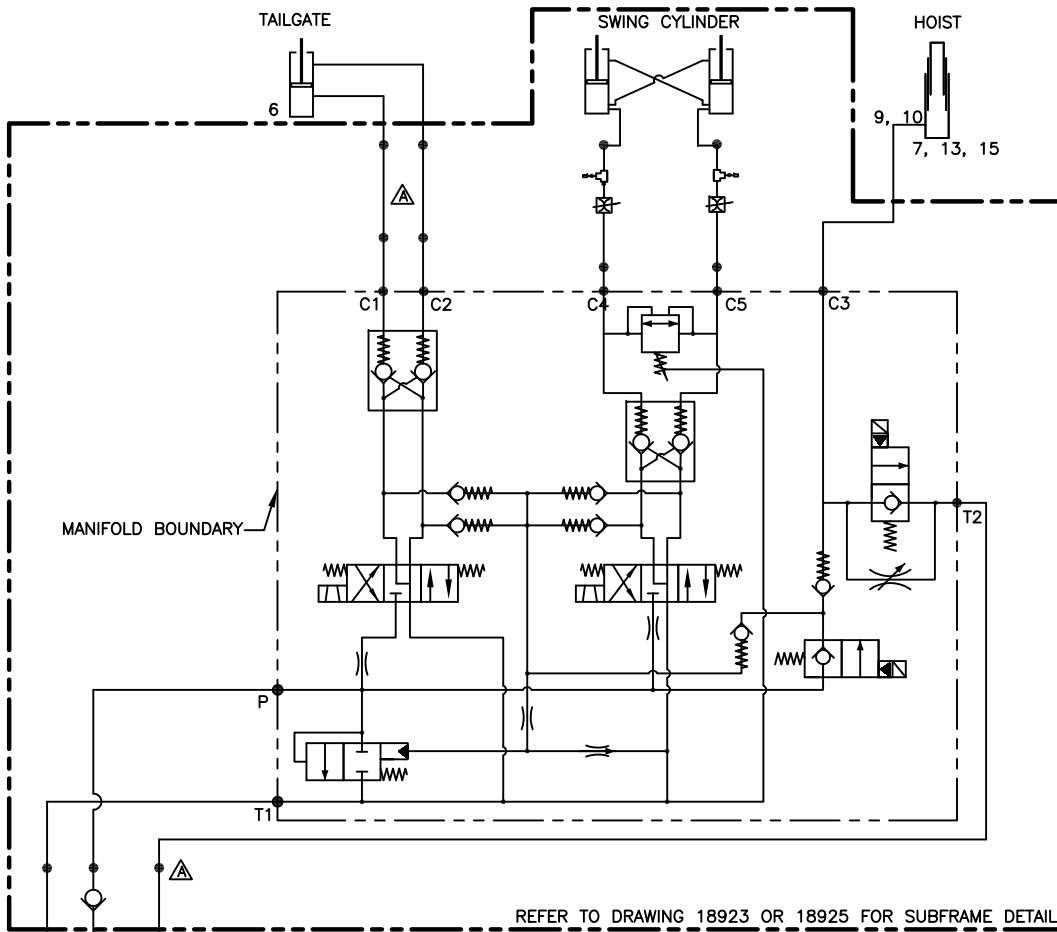 TAILGATE
SWING CYLINDER
HOIST
6
9, 10
7, 13, 15
A
C1
C2
C4
C5
C3
MANIFOLD BOUNDARY
T2
P
T1
A
REFER TO DRAWING 18923 OR 18925 FOR SUBFRAME DETAIL